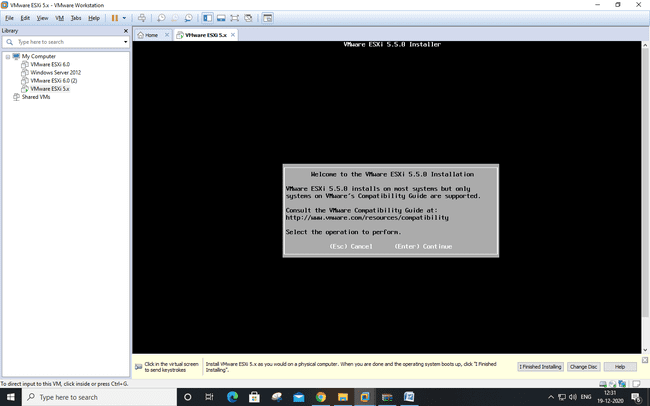 VMware ESXi 5.x - VMware Workstation
File Edit View VM Tabs Help
Library
Type here to search
My Computer
VMware ESXi 6.0
Windows Server 2012
VMware ESXi 6.0 (2)
VMware ESXi 5.x
Shared VMs
Home
VMware ESXi 5.x
VMware ESXi 5.5.0 Installer
Welcome to the VMware ESXi 5.5.0 Installation
VMware ESXi 5.5.0 installs on most systems but only
systems on VMware's Compatibility Guide are supported.
Consult the VMware Compatibility Guide at:
http://www.vmware.com/resources/compatibility
Select the operation to perform.
(Esc) Cancel (Enter) Continue
Click in the virtual screen
to send keystrokes
Install VMware ESXi 5.x as you would on a physical computer. When you are done and the operating system boots up, click "I Finished
Installing".
I Finished Installing
Change Disc
Help
To direct input to this VM, click inside or press Ctrl+G.
Type here to search
ENG
12:31
19-12-2020